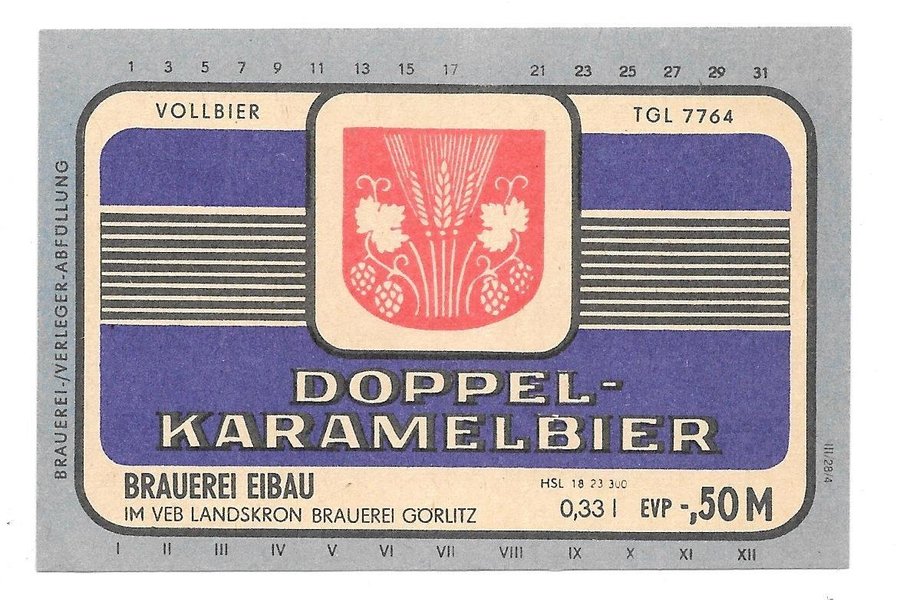 1 3 5 7 9 11 13 15 17 21 23 25 27 29 31
VOLLBIER
TGL 7764
BRAUEREI-/VERLEGER-ABFÜLLUNG
DOPPEL-
KARAMELBIER
BRAUEREI EIBAU
IM VEB LANDSKRON BRAUEREI GÖRLITZ
HSL 18 23 300
0,33 l EVP -,50 M
III/28/4
I II III IV V VI VII VIII IX X XI XII